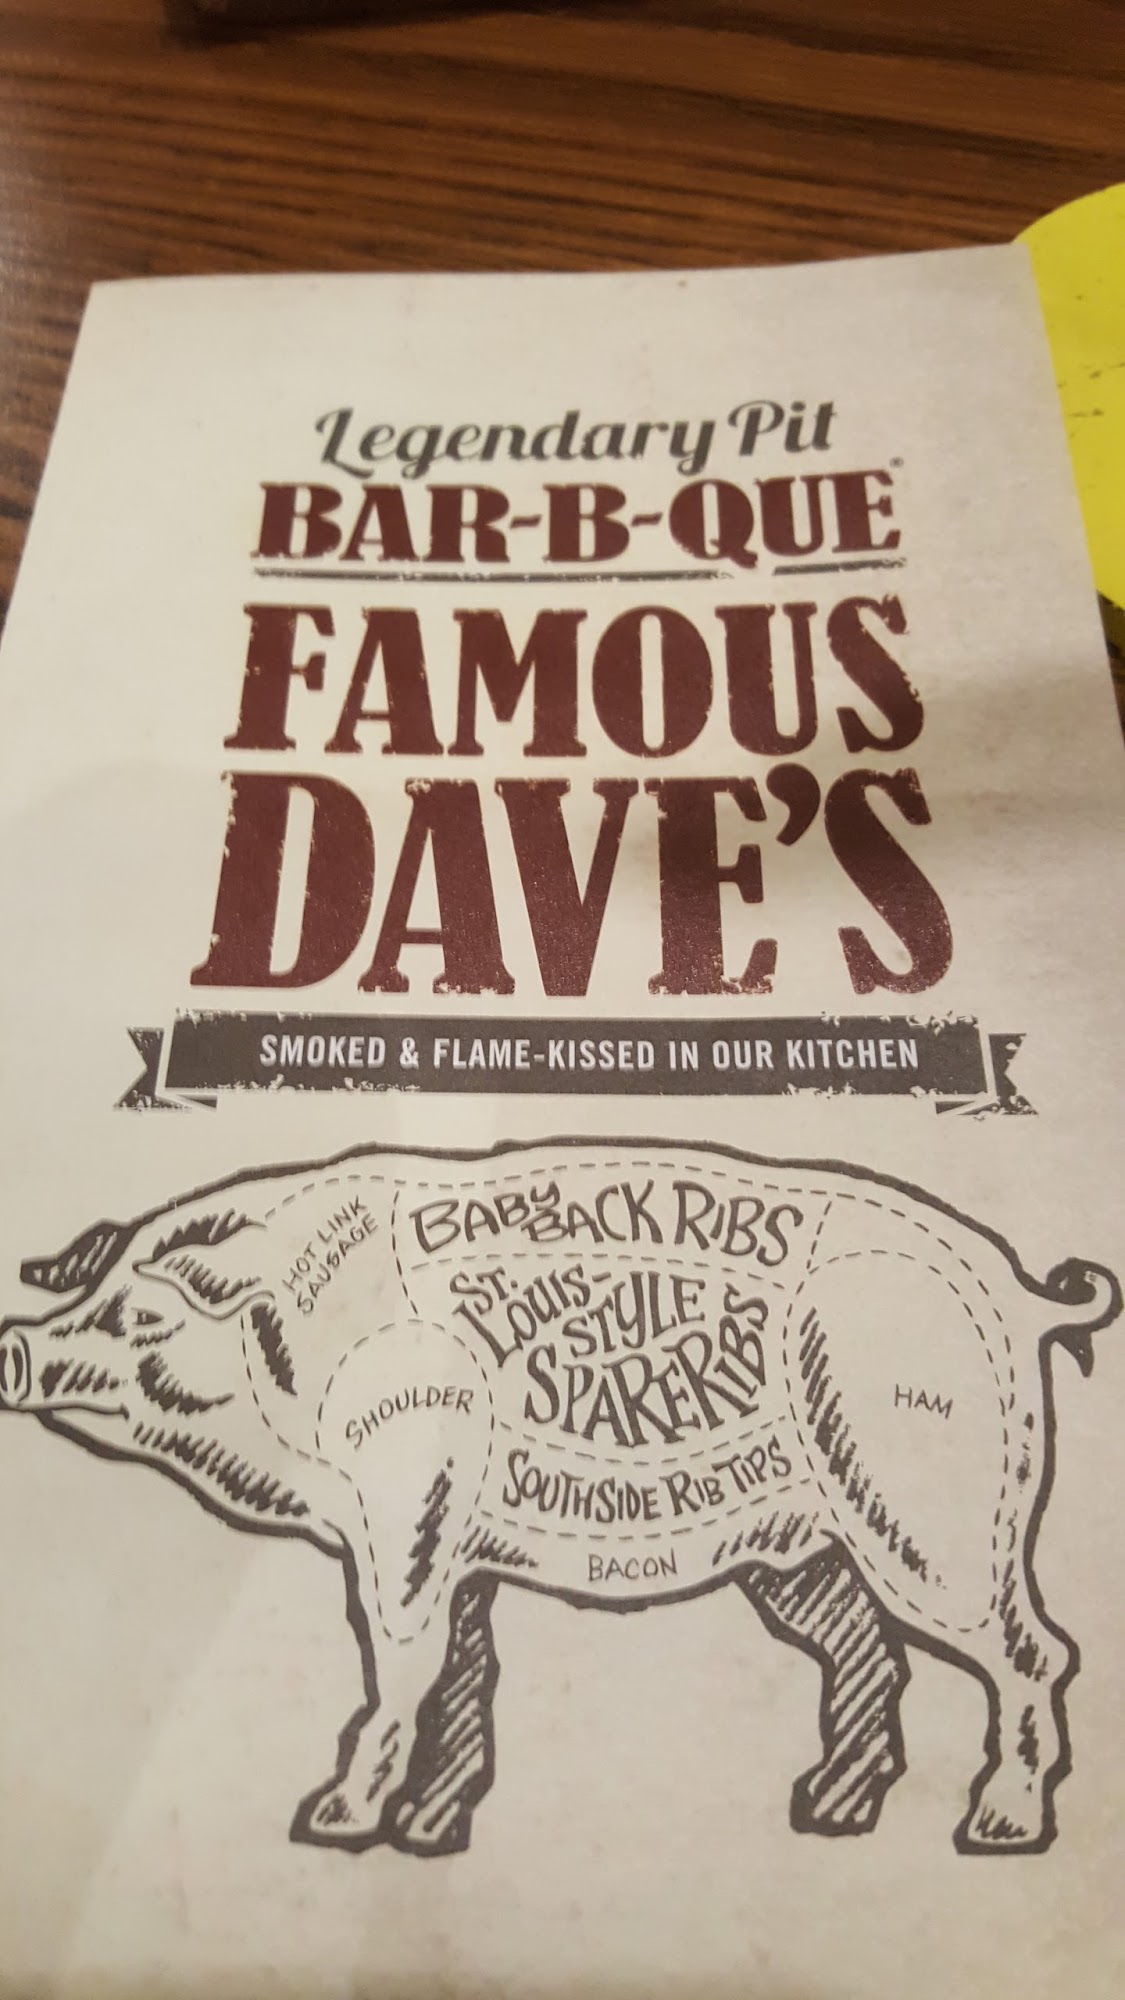 Legendary Pit
BAR-B-QUE®
FAMOUS
DAVE'S
SMOKED & FLAME-KISSED IN OUR KITCHEN
HOT LINK
SAUSAGE
BABY
BACK RIBS
ST.
LOUIS-
STYLE
SPARERIBS
SHOULDER
HAM
SOUTHSIDE RIB TIPS
BACON